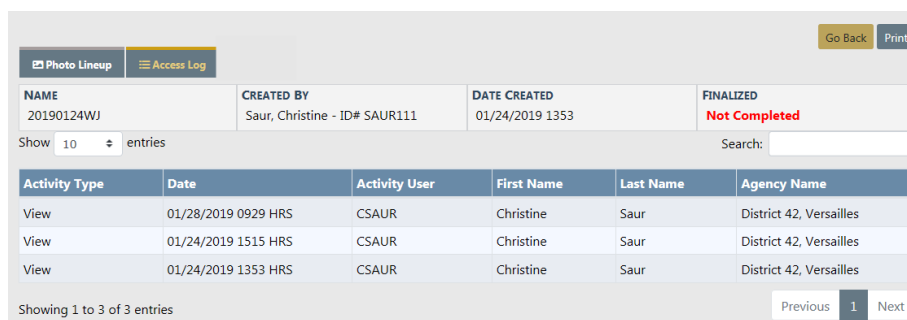 Go Back Print
Photo Lineup Access Log
NAME CREATED BY DATE CREATED FINALIZED
20190124WJ Saur, Christine - ID# SAUR111 01/24/2019 1353 Not Completed
Show 10 entries Search:
Activity Type Date Activity User First Name Last Name Agency Name
View 01/28/2019 0929 HRS CSAUR Christine Saur District 42, Versailles
View 01/24/2019 1515 HRS CSAUR Christine Saur District 42, Versailles
View 01/24/2019 1353 HRS CSAUR Christine Saur District 42, Versailles
Showing 1 to 3 of 3 entries Previous 1 Next